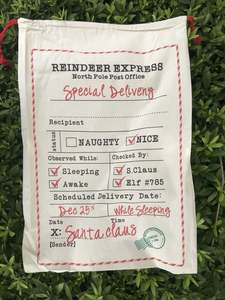 REINDEER EXPRESS
North Pole Post Office
Special Delivery
Recipient
status NAUGHTY NICE
Observed While: Checked By:
Sleeping S.Claus
Awake Elf #785
Scheduled Delivery Date:
Dec 25th While Sleeping
Date Time
X: Santa Claus
(Sender)